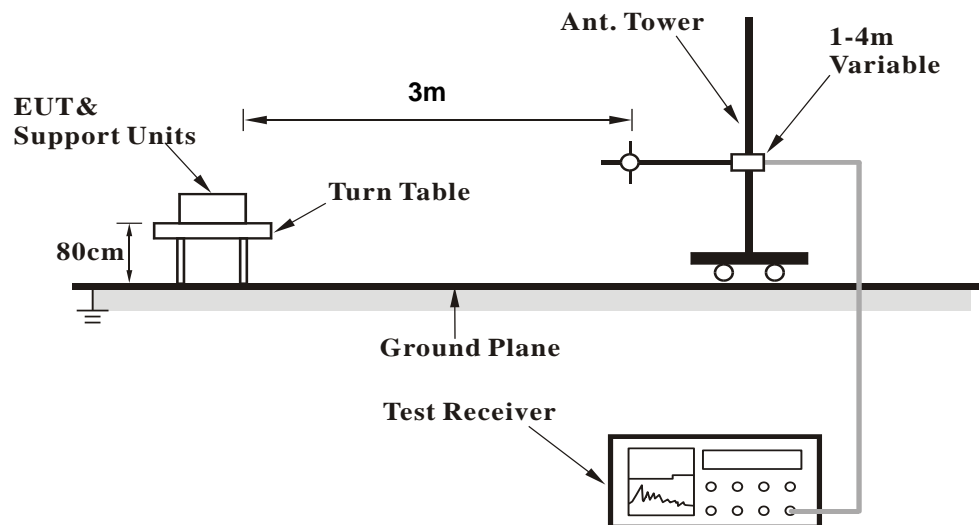 Ant. Tower
1-4m
Variable
3m
EUT&
Support Units
Turn Table
80cm
Ground Plane
Test Receiver